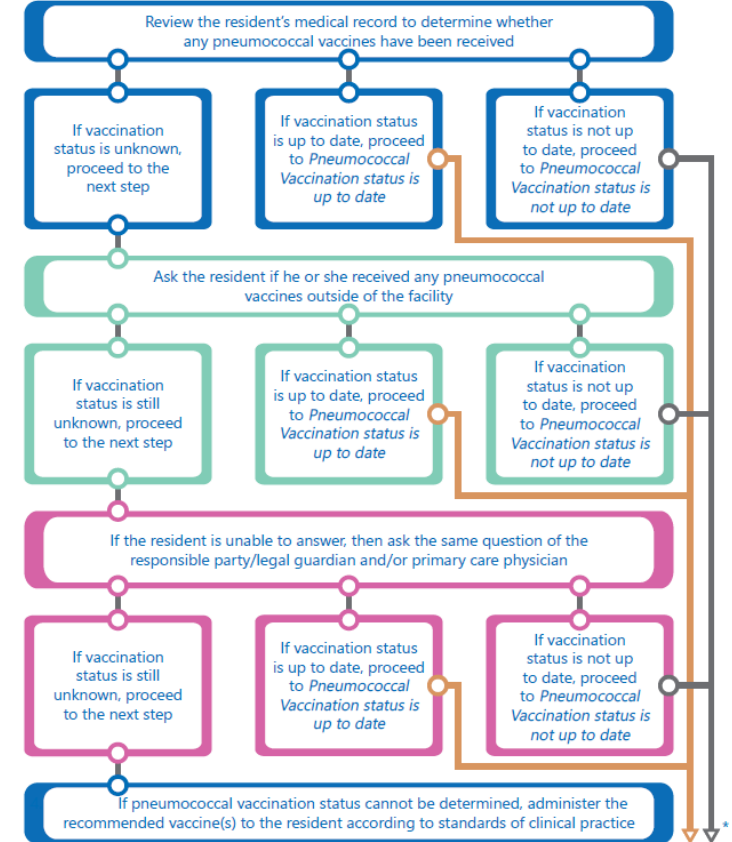 Review the resident's medical record to determine whether
any pneumococcal vaccines have been received
If vaccination
status is unknown,
proceed to the
next step
If vaccination status
is up to date, proceed
to Pneumococcal
Vaccination status is
up to date
If vaccination
status is not up
to date, proceed
to Pneumococcal
Vaccination status is
not up to date
Ask the resident if he or she received any pneumococcal
vaccines outside of the facility
If vaccination
status is still
unknown, proceed
to the next step
If vaccination status
is up to date, proceed
to Pneumococcal
Vaccination status is
up to date
If vaccination
status is not up
to date, proceed
to Pneumococcal
Vaccination status is
not up to date
If the resident is unable to answer, then ask the same question of the
responsible party/legal guardian and/or primary care physician
If vaccination
status is still
unknown, proceed
to the next step
If vaccination status
is up to date, proceed
to Pneumococcal
Vaccination status is
up to date
If vaccination
status is not up
to date, proceed
to Pneumococcal
Vaccination status is
not up to date
If pneumococcal vaccination status cannot be determined, administer the
recommended vaccine(s) to the resident according to standards of clinical practice
*